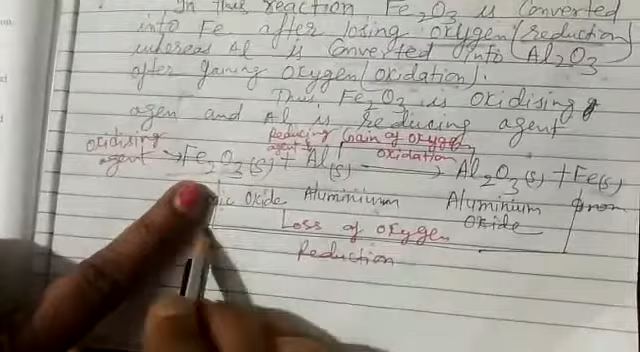 In this reaction Fe2O3 is converted
into Fe after losing oxygen (reduction)
whereas Al is converted into Al2O3
after gaining oxygen (oxidation).
Thus, Fe2O3 is oxidising
agent and Al is reducing agent
oxidising agent
Reducing agent
Gain of oxygen
oxidation
→ Fe2O3(s) + Al(s) → Al2O3(s) + Fe(s)
ic Oxide Aluminium Aluminium Oxide Iron
Loss of oxygen
Reduction